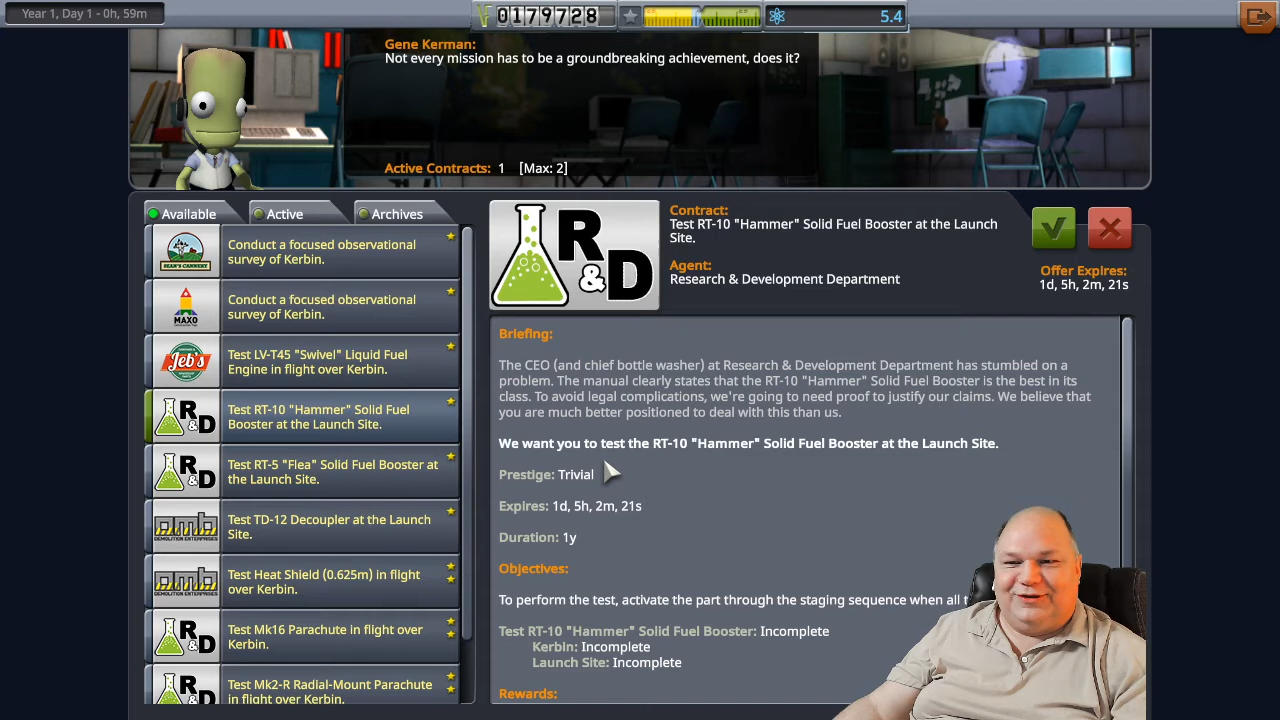 Year 1, Day 1 - 0h, 59m
0179728
5.4
Gene Kerman:
Not every mission has to be a groundbreaking achievement, does it?
Active Contracts: 1 [Max: 2]
Available
Active
Archives
BEAN'S CANNERY
Conduct a focused observational
survey of Kerbin.
MAXO
Conduct a focused observational
survey of Kerbin.
Jeb's
Test LV-T45 "Swivel" Liquid Fuel
Engine in flight over Kerbin.
R&D
Test RT-10 "Hammer" Solid Fuel
Booster at the Launch Site.
R&D
Test RT-5 "Flea" Solid Fuel Booster at
the Launch Site.
omb
DEMOLITION ENTERPRISES
Test TD-12 Decoupler at the Launch
Site.
omb
DEMOLITION ENTERPRISES
Test Heat Shield (0.625m) in flight
over Kerbin.
R&D
Test Mk16 Parachute in flight over
Kerbin.
R&D
Test Mk2-R Radial-Mount Parachute
in flight over Kerbin.
R&D
Contract:
Test RT-10 "Hammer" Solid Fuel Booster at the Launch
Site.
Agent:
Research & Development Department
Offer Expires:
1d, 5h, 2m, 21s
Briefing:
The CEO (and chief bottle washer) at Research & Development Department has stumbled on a
problem. The manual clearly states that the RT-10 "Hammer" Solid Fuel Booster is the best in its
class. To avoid legal complications, we're going to need proof to justify our claims. We believe that
you are much better positioned to deal with this than us.
We want you to test the RT-10 "Hammer" Solid Fuel Booster at the Launch Site.
Prestige: Trivial
Expires: 1d, 5h, 2m, 21s
Duration: 1y
Objectives:
To perform the test, activate the part through the staging sequence when all
Test RT-10 "Hammer" Solid Fuel Booster: Incomplete
Kerbin: Incomplete
Launch Site: Incomplete
Rewards: